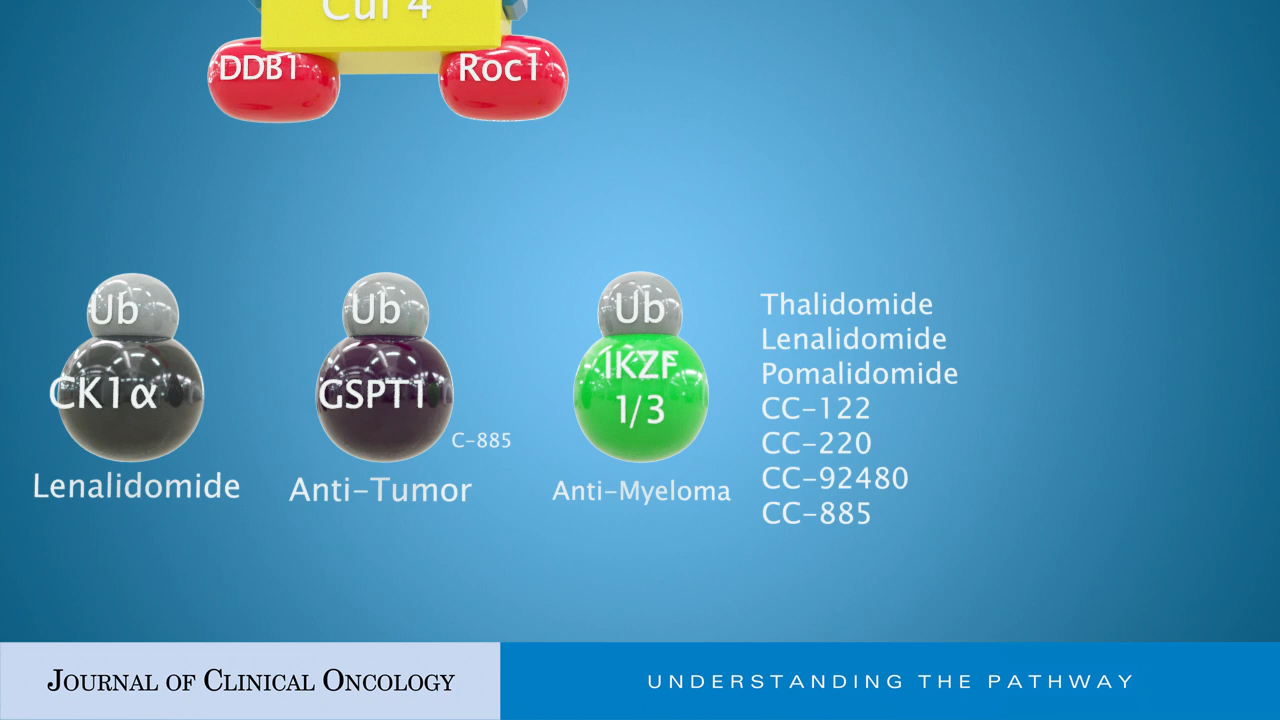 Cul 4
DDB1
Roc1
Ub
CK1α
Lenalidomide
Ub
GSPT1
C-885
Anti-Tumor
Ub
IKZF
1/3
Anti-Myeloma
Thalidomide
Lenalidomide
Pomalidomide
CC-122
CC-220
CC-92480
CC-885
JOURNAL OF CLINICAL ONCOLOGY
UNDERSTANDING THE PATHWAY